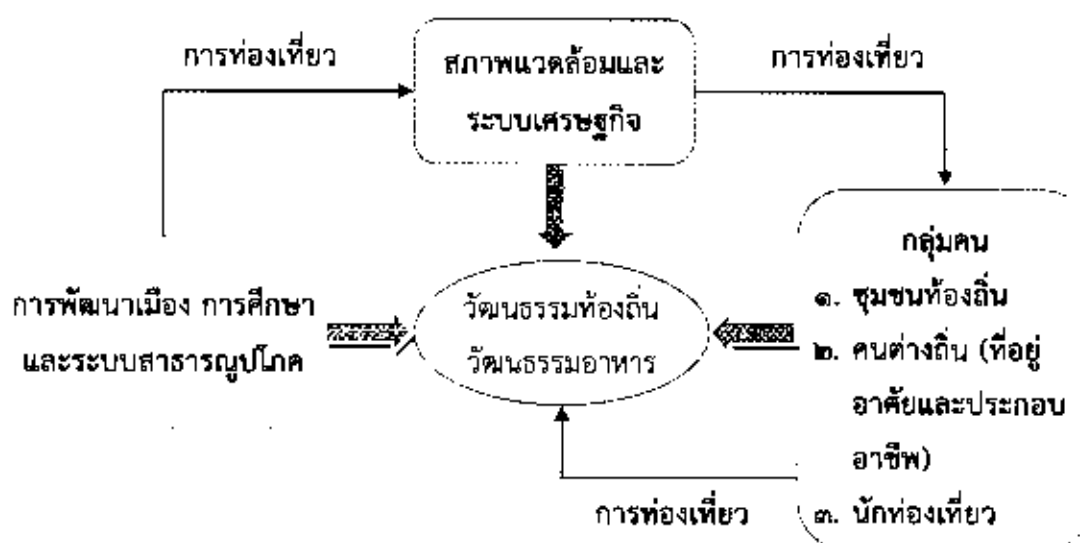 การท่องเที่ยว
สภาพแวดล้อมและ
ระบบเศรษฐกิจ
การท่องเที่ยว
การพัฒนาเมือง การศึกษา
และระบบสาธารณูปโภค
วัฒนธรรมท้องถิ่น
วัฒนธรรมอาหาร
กลุ่มคน
๑. ชุมชนท้องถิ่น
๒. คนต่างถิ่น (ที่อยู่
อาศัยและประกอบ
อาชีพ)
๓. นักท่องเที่ยว
การท่องเที่ยว